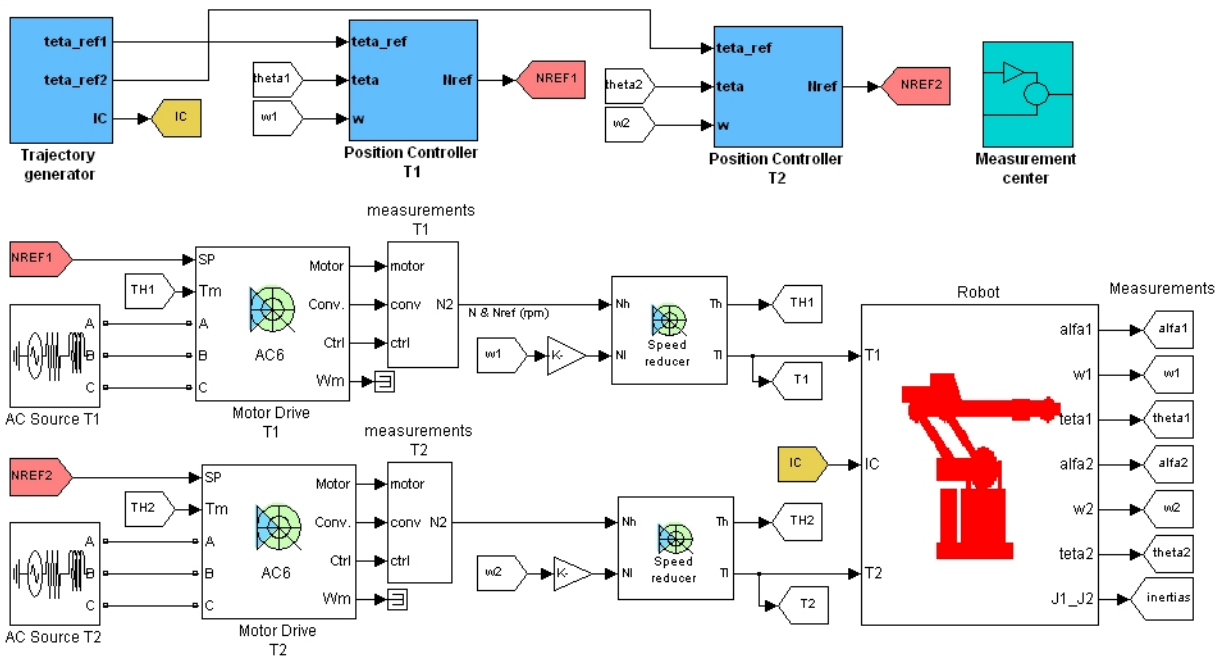 teta_ref1
teta_ref2
IC
IC
Trajectory
generator
teta_ref
teta
w
Nref
theta1
w1
NREF1
Position Controller
T1
teta_ref
teta
w
Nref
theta2
w2
NREF2
Position Controller
T2
Measurement
center
NREF1
TH1
A
B
C
AC Source T1
SP
Tm
A
B
C
Motor
Conv.
Ctrl
Wm
AC6
Motor Drive
T1
measurements
T1
motor
conv
ctrl
N2
N & Nref (rpm)
w1
K-
Nh
Nl
Th
Tl
Speed
reducer
TH1
T1
NREF2
TH2
A
B
C
AC Source T2
SP
Tm
A
B
C
Motor
Conv.
Ctrl
Wm
AC6
Motor Drive
T2
measurements
T2
motor
conv
ctrl
N2
w2
K-
Nh
Nl
Th
Tl
Speed
reducer
TH2
T2
IC
Robot
T1
IC
T2
alfa1
w1
teta1
alfa2
w2
teta2
J1_J2
Measurements
alfa1
w1
theta1
alfa2
w2
theta2
inertias